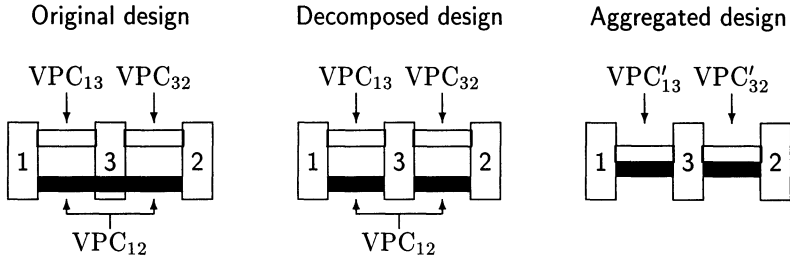 Original design Decomposed design Aggregated design
VPC₁₃ VPC₃₂ VPC₁₃ VPC₃₂ VPC′₁₃ VPC′₃₂
1 3 2 1 3 2 1 3 2
VPC₁₂ VPC₁₂